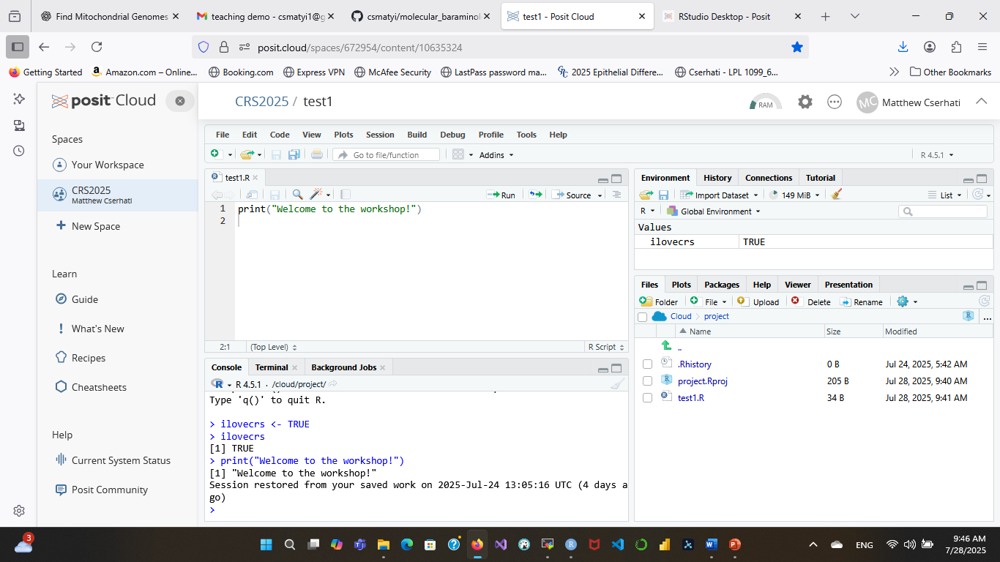 Find Mitochondrial Genomes
teaching demo - csmatyi1@g
csmatyi/molecular_baraminol
test1 - Posit Cloud
RStudio Desktop - Posit
posit.cloud/spaces/672954/content/10635324
Getting Started
Amazon.com – Online...
Booking.com
Express VPN
McAfee Security
LastPass password ma...
2025 Epithelial Differe...
Cserhati - LPL 1099_6...
Other Bookmarks
posit Cloud
CRS2025 / test1
RAM
MC
Matthew Cserhati
Spaces
Your Workspace
CRS2025
Matthew Cserhati
New Space
Learn
Guide
What's New
Recipes
Cheatsheets
Help
Current System Status
Posit Community
File Edit Code View Plots Session Build Debug Profile Tools Help
Go to file/function
Addins
R 4.5.1
test1.R
Run
Source
1 print("Welcome to the workshop!")
2
2:1 (Top Level) R Script
Console Terminal Background Jobs
R 4.5.1 · /cloud/project/
Type 'q()' to quit R.
> ilovecrs <- TRUE
> ilovecrs
[1] TRUE
> print("Welcome to the workshop!")
[1] "Welcome to the workshop!"
Session restored from your saved work on 2025-Jul-24 13:05:16 UTC (4 days a
go)
>
Environment History Connections Tutorial
Import Dataset 149 MiB List
R Global Environment
Values
ilovecrs TRUE
Files Plots Packages Help Viewer Presentation
Folder File Upload Delete Rename
Cloud project ...
Name Size Modified
..
.Rhistory 0 B Jul 24, 2025, 5:42 AM
project.Rproj 205 B Jul 28, 2025, 9:40 AM
test1.R 34 B Jul 28, 2025, 9:41 AM
3
ENG
9:46 AM
7/28/2025